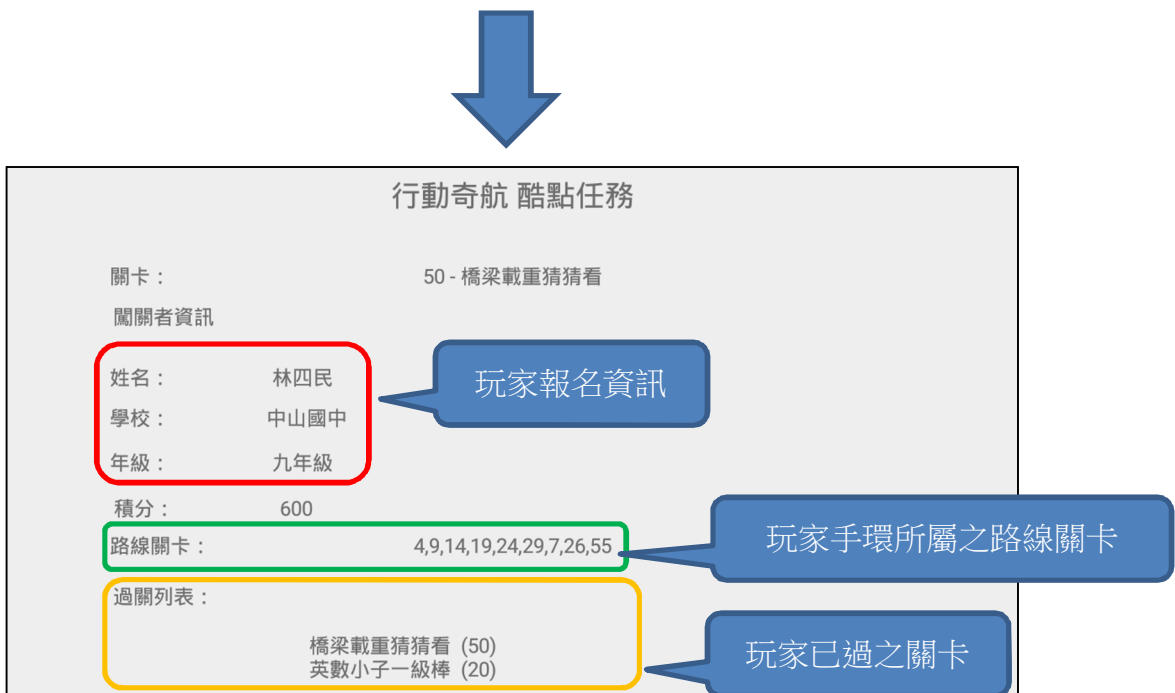 行動奇航 酷點任務
關卡： 50 - 橋梁載重猜猜看
闖關者資訊
姓名： 林四民
玩家報名資訊
學校： 中山國中
年級： 九年級
積分： 600
路線關卡： 4,9,14,19,24,29,7,26,55
玩家手環所屬之路線關卡
過關列表：
橋梁載重猜猜看 (50)
英數小子一級棒 (20)
玩家已過之關卡